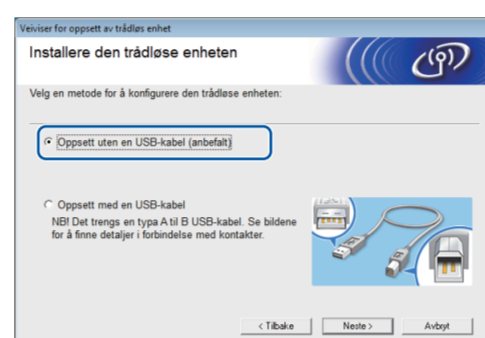 Veiviser for oppsett av trådløs enhet
Installere den trådløse enheten
Velg en metode for å konfigurere den trådløse enheten:
Oppsett uten en USB-kabel (anbefalt)
Oppsett med en USB-kabel
NB! Det trengs en typa A til B USB-kabel. Se bildene
for å finne detaljer i forbindelse med kontakter.
< Tilbake
Neste >
Avbryt